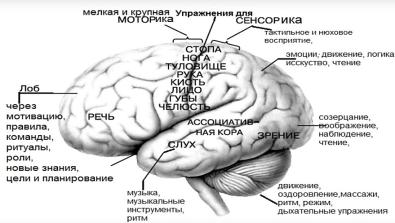 мелкая и крупная
МОТОРИКА
Упражнения для
СЕНСОРИКА
тактильное и нюховое
восприятие,
эмоции, движение, логика
исскуство, чтение
СТОПА
НОГА
ТУЛОВИЩЕ
РУКА
КИСТЬ
ЛИЦО
ГУБЫ
ЧЕЛЮСТЬ
Лоб
через
мотивацию,
правила,
команды,
ритуалы,
роли,
новые знания,
цели и планирование
РЕЧЬ
АССОЦИАТИВ-
НАЯ КОРА
СЛУХ
ЗРЕНИЕ
созерцание,
воображение,
наблюдение,
чтение,
музыка,
музыкальные
инструменты,
ритм
движение,
оздоровление,массажи,
ритм, режим,
дыхательные упражнения